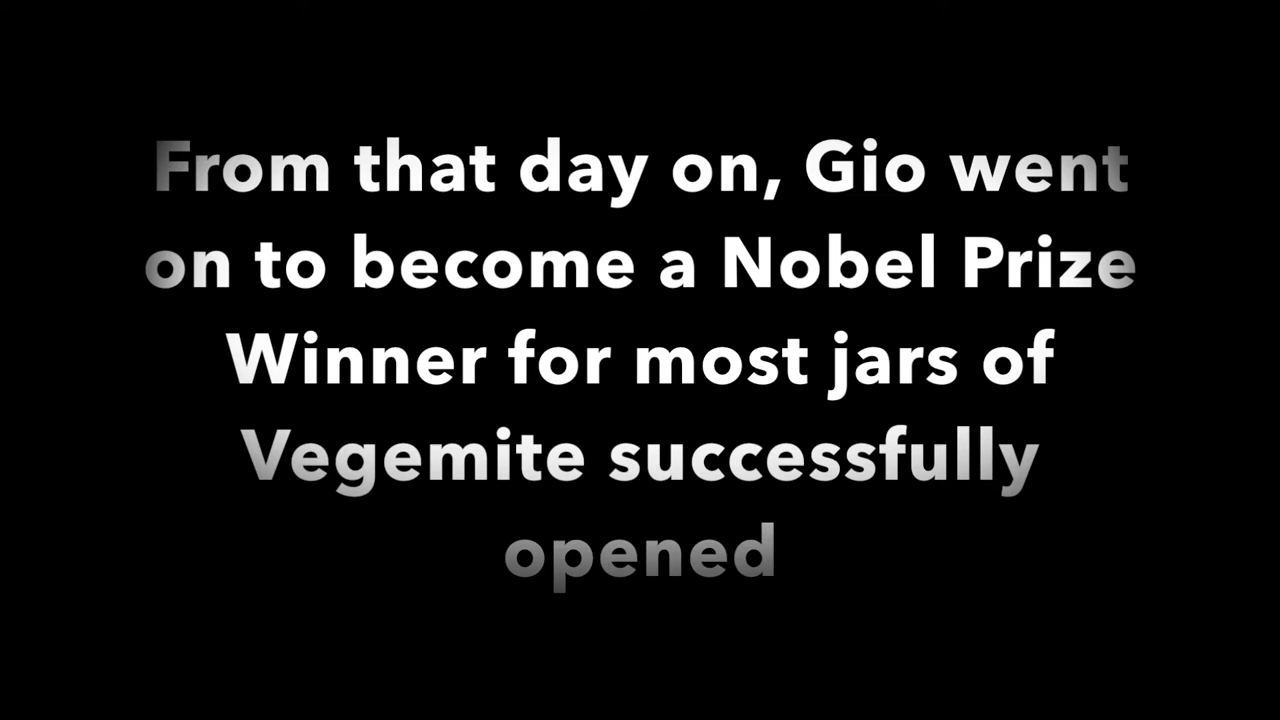 From that day on, Gio went
on to become a Nobel Prize
Winner for most jars of
Vegemite successfully
opened